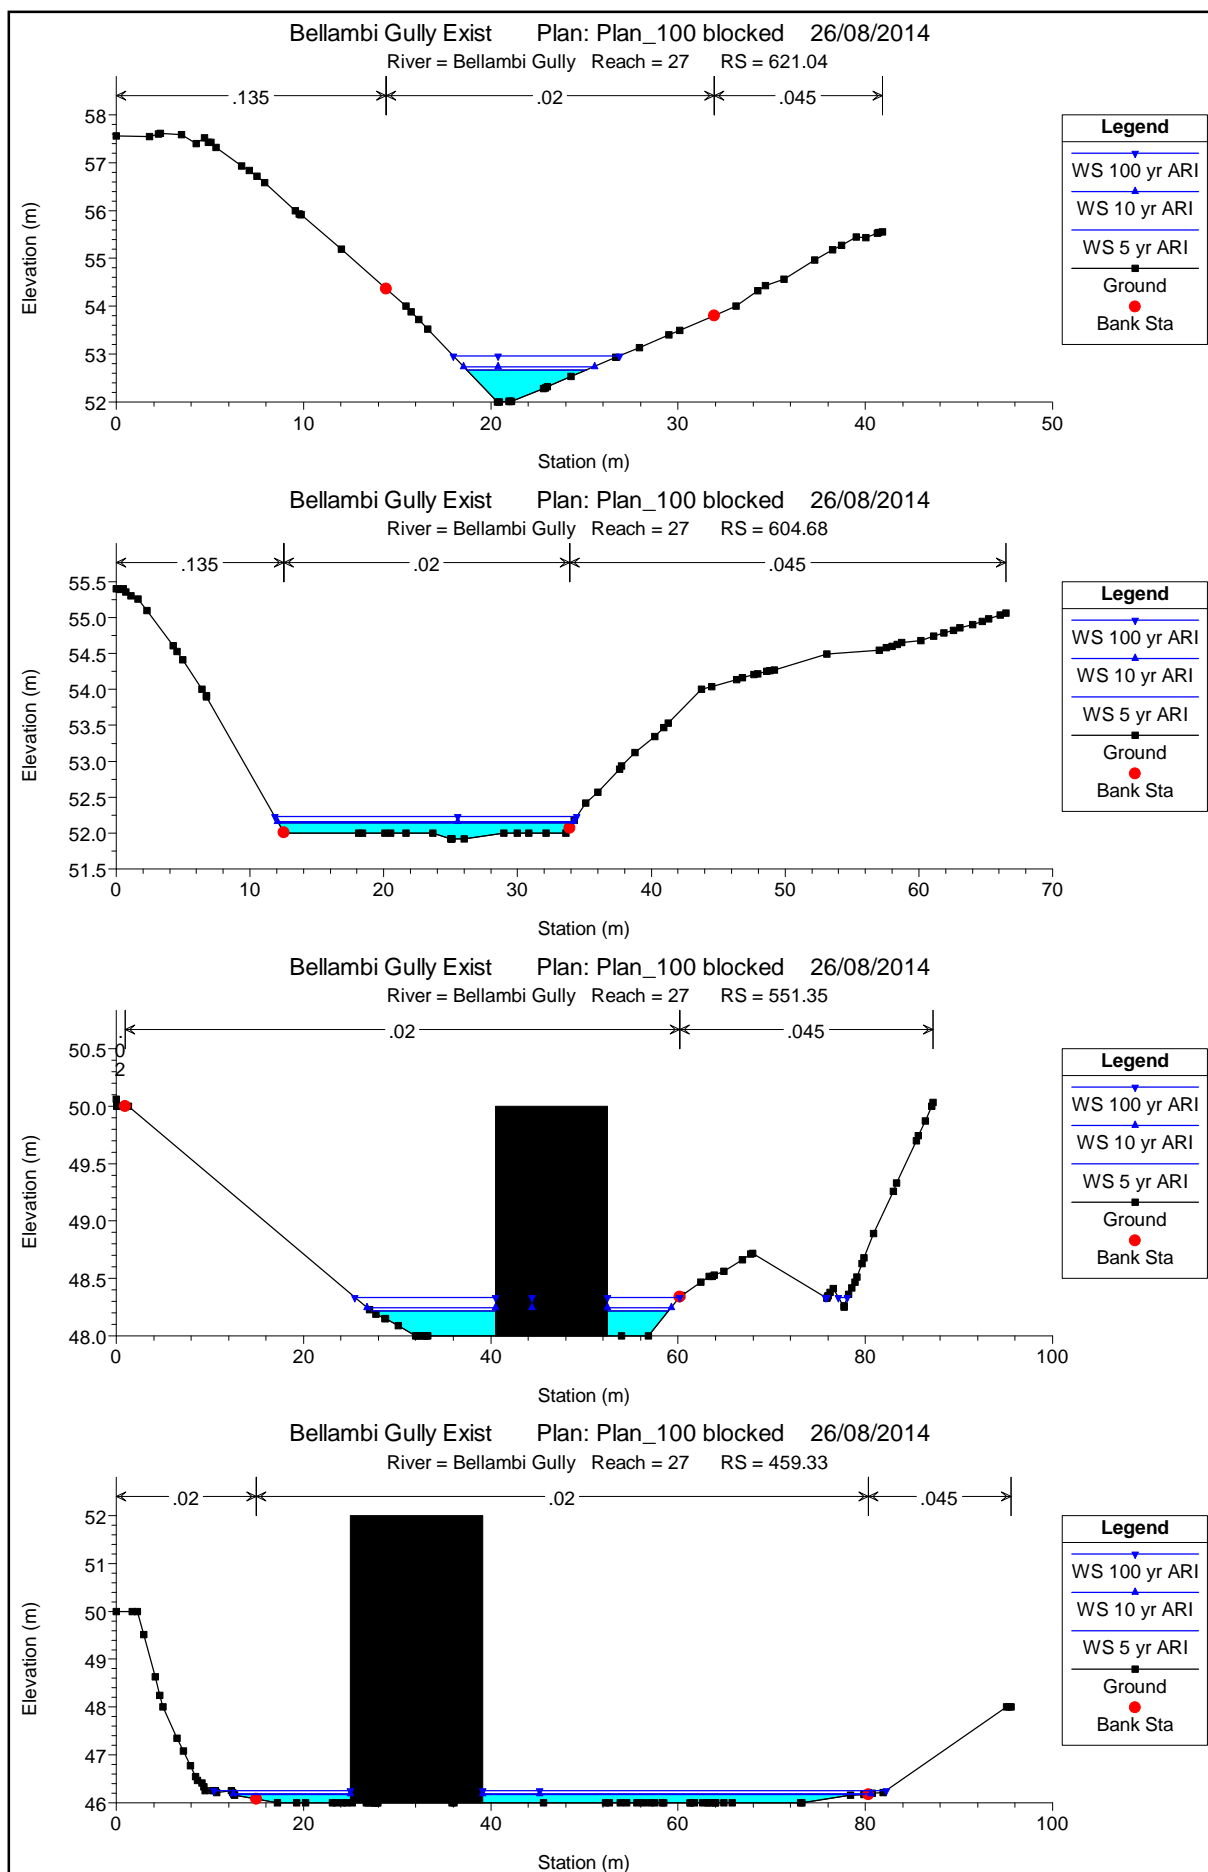 Bellambi Gully Exist Plan: Plan_100 blocked 26/08/2014
River = Bellambi Gully Reach = 27 RS = 621.04
.135 .02 .045
58
57
56
55
54
53
52
Elevation (m)
0 10 20 30 40 50
Station (m)
Legend
WS 100 yr ARI
WS 10 yr ARI
WS 5 yr ARI
Ground
Bank Sta
Bellambi Gully Exist Plan: Plan_100 blocked 26/08/2014
River = Bellambi Gully Reach = 27 RS = 604.68
.135 .02 .045
55.5
55.0
54.5
54.0
53.5
53.0
52.5
52.0
51.5
Elevation (m)
0 10 20 30 40 50 60 70
Station (m)
Legend
WS 100 yr ARI
WS 10 yr ARI
WS 5 yr ARI
Ground
Bank Sta
Bellambi Gully Exist Plan: Plan_100 blocked 26/08/2014
River = Bellambi Gully Reach = 27 RS = 551.35
.02 .02 .045
50.5
50.0
49.5
49.0
48.5
48.0
Elevation (m)
0 20 40 60 80 100
Station (m)
Legend
WS 100 yr ARI
WS 10 yr ARI
WS 5 yr ARI
Ground
Bank Sta
Bellambi Gully Exist Plan: Plan_100 blocked 26/08/2014
River = Bellambi Gully Reach = 27 RS = 459.33
.02 .02 .045
52
51
50
49
48
47
46
Elevation (m)
0 20 40 60 80 100
Station (m)
Legend
WS 100 yr ARI
WS 10 yr ARI
WS 5 yr ARI
Ground
Bank Sta